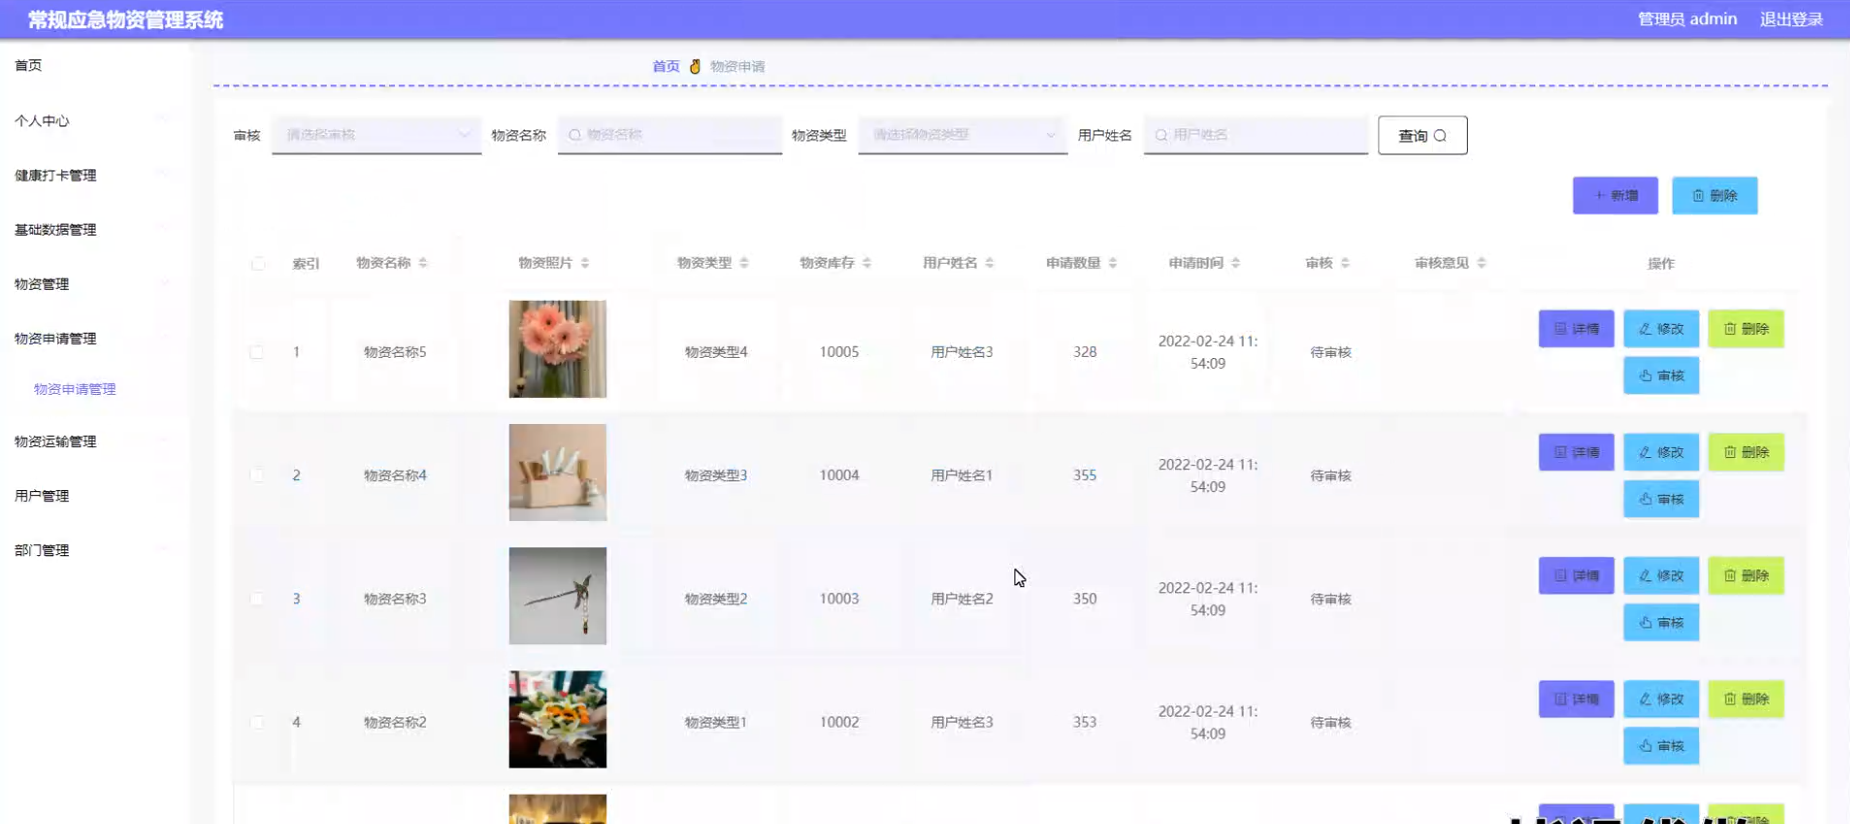 常规应急物资管理系统
管理员 admin 退出登录
首页
个人中心
健康打卡管理
基础数据管理
物资管理
物资申请管理
物资申请管理
物资运输管理
用户管理
部门管理
首页 物资申请
审核 请选择审核 物资名称 物资名称 物资类型 请选择物资类型 用户姓名 用户姓名 查询
+ 新增 删除
索引 物资名称 物资照片 物资类型 物资库存 用户姓名 申请数量 申请时间 审核 审核意见 操作
1 物资名称5 物资类型4 10005 用户姓名3 328 2022-02-24 11:
54:09 待审核 详情 修改 删除
审核
2 物资名称4 物资类型3 10004 用户姓名1 355 2022-02-24 11:
54:09 待审核 详情 修改 删除
审核
3 物资名称3 物资类型2 10003 用户姓名2 350 2022-02-24 11:
54:09 待审核 详情 修改 删除
审核
4 物资名称2 物资类型1 10002 用户姓名3 353 2022-02-24 11:
54:09 待审核 详情 修改 删除
审核